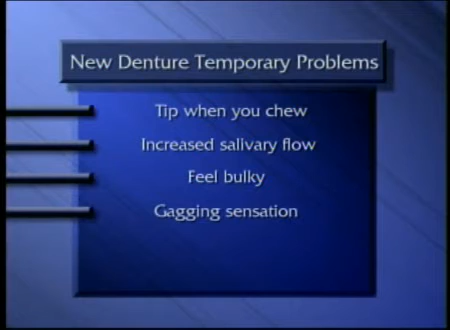 New Denture Temporary Problems
Tip when you chew
Increased salivary flow
Feel bulky
Gagging sensation